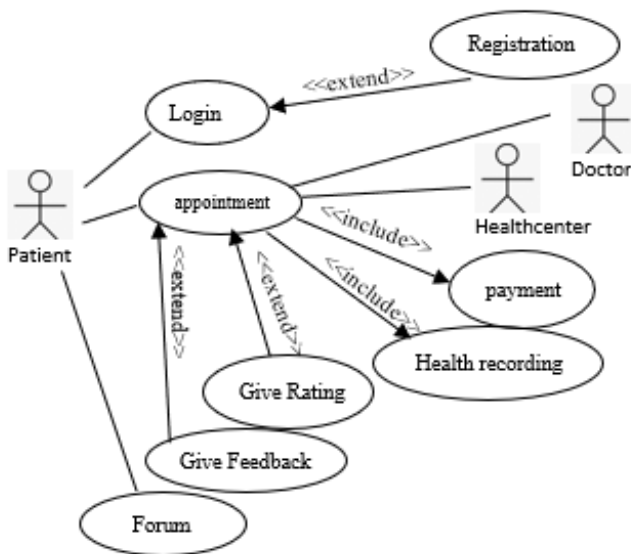 Registration
<<extend>>
Login
Doctor
appointment
Healthcenter
<<include>>
Patient
<<extend>>
<<extend>>
<<include>>
payment
Health recording
Give Rating
Give Feedback
Forum